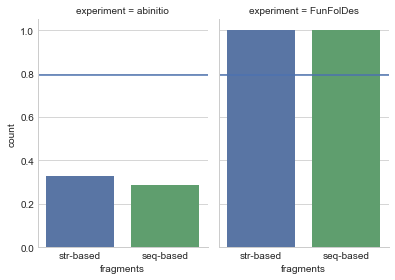 experiment = abinitio
experiment = FunFolDes
1.0
0.8
0.6
0.4
0.2
0.0
count
str-based
seq-based
str-based
seq-based
fragments
fragments